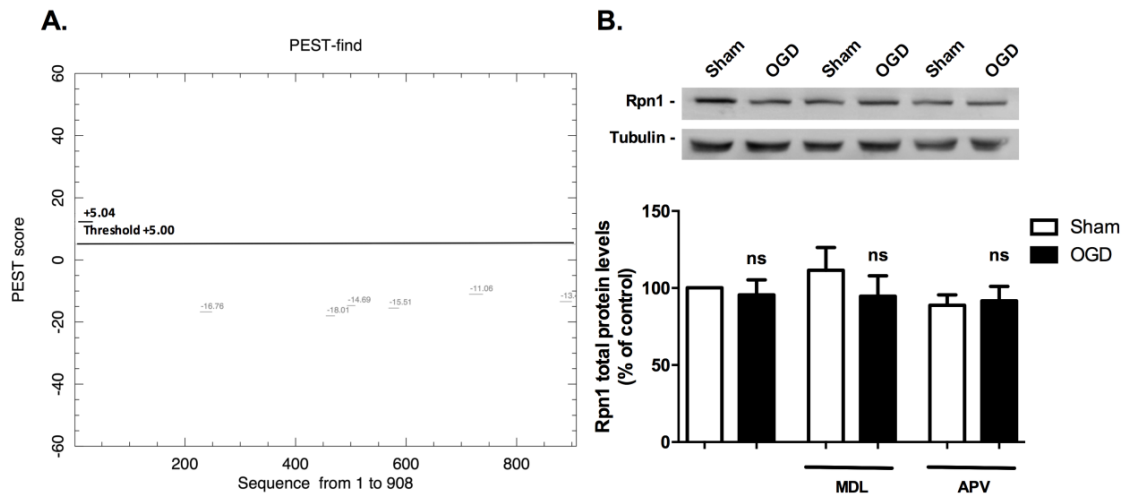 A.
PEST-find
60
40
20
0
-20
-40
-60
PEST score
+5.04
Threshold +5.00
-16.76
-18.01
-14.69
-15.51
-11.06
200
400
600
800
Sequence from 1 to 908
B.
Sham
OGD
Sham
OGD
Sham
OGD
Rpn1 -
Tubulin -
150
100
50
0
Rpn1 total protein levels
(% of control)
ns
ns
ns
Sham
OGD
MDL
APV